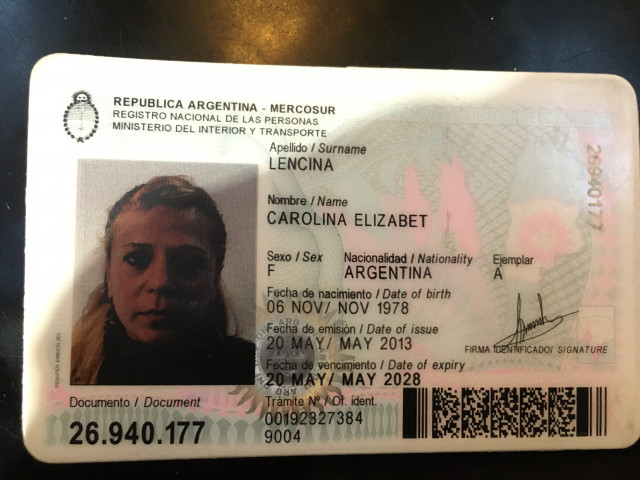 REPUBLICA ARGENTINA - MERCOSUR
REGISTRO NACIONAL DE LAS PERSONAS
MINISTERIO DEL INTERIOR Y TRANSPORTE
Apellido / Surname
LENCINA
Nombre / Name
CAROLINA ELIZABET
Sexo / Sex Nacionalidad / Nationality Ejemplar
F ARGENTINA A
Fecha de nacimiento / Date of birth
06 NOV/ NOV 1978
Fecha de emisión / Date of issue
20 MAY/ MAY 2013
FIRMA IDENTIFICADO/ SIGNATURE
Fecha de vencimiento / Date of expiry
20 MAY/ MAY 2028
Documento / Document
26.940.177
Trámite Nº / Of. ident.
00192327384
9004
26940177